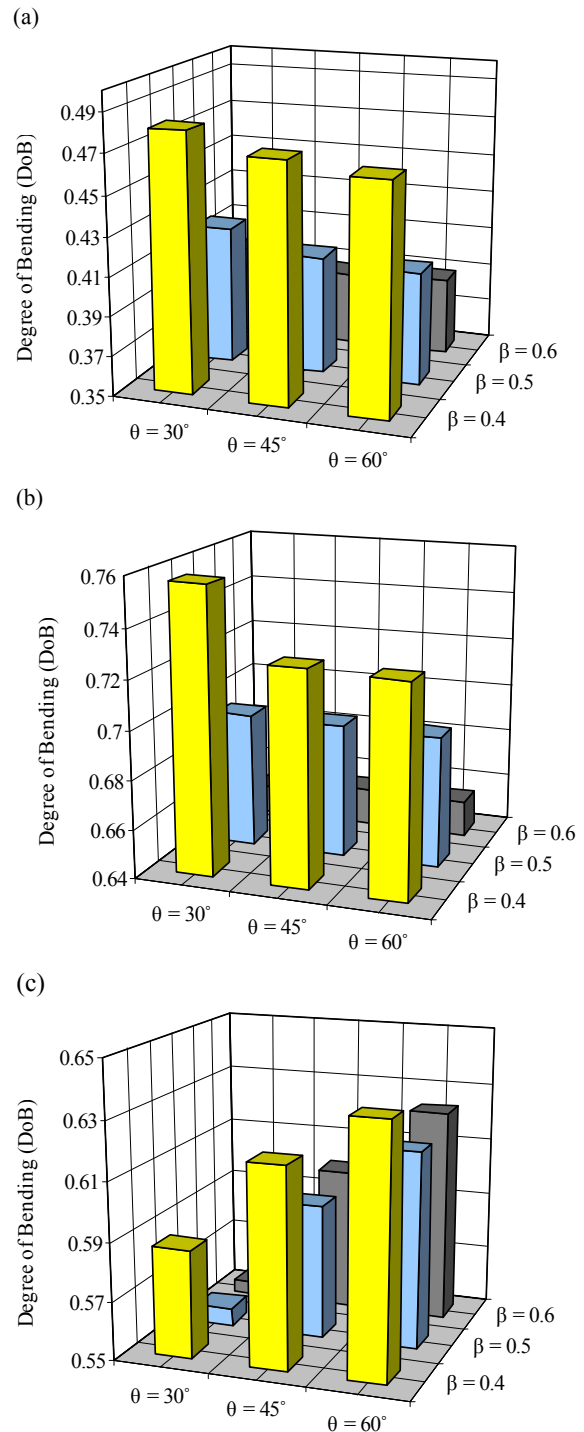 (a)
Degree of Bending (DoB)
0.49
0.47
0.45
0.43
0.41
0.39
0.37
0.35
θ = 30˚
θ = 45˚
θ = 60˚
β = 0.6
β = 0.5
β = 0.4
(b)
Degree of Bending (DoB)
0.76
0.74
0.72
0.7
0.68
0.66
0.64
θ = 30˚
θ = 45˚
θ = 60˚
β = 0.6
β = 0.5
β = 0.4
(c)
Degree of Bending (DoB)
0.65
0.63
0.61
0.59
0.57
0.55
θ = 30˚
θ = 45˚
θ = 60˚
β = 0.6
β = 0.5
β = 0.4